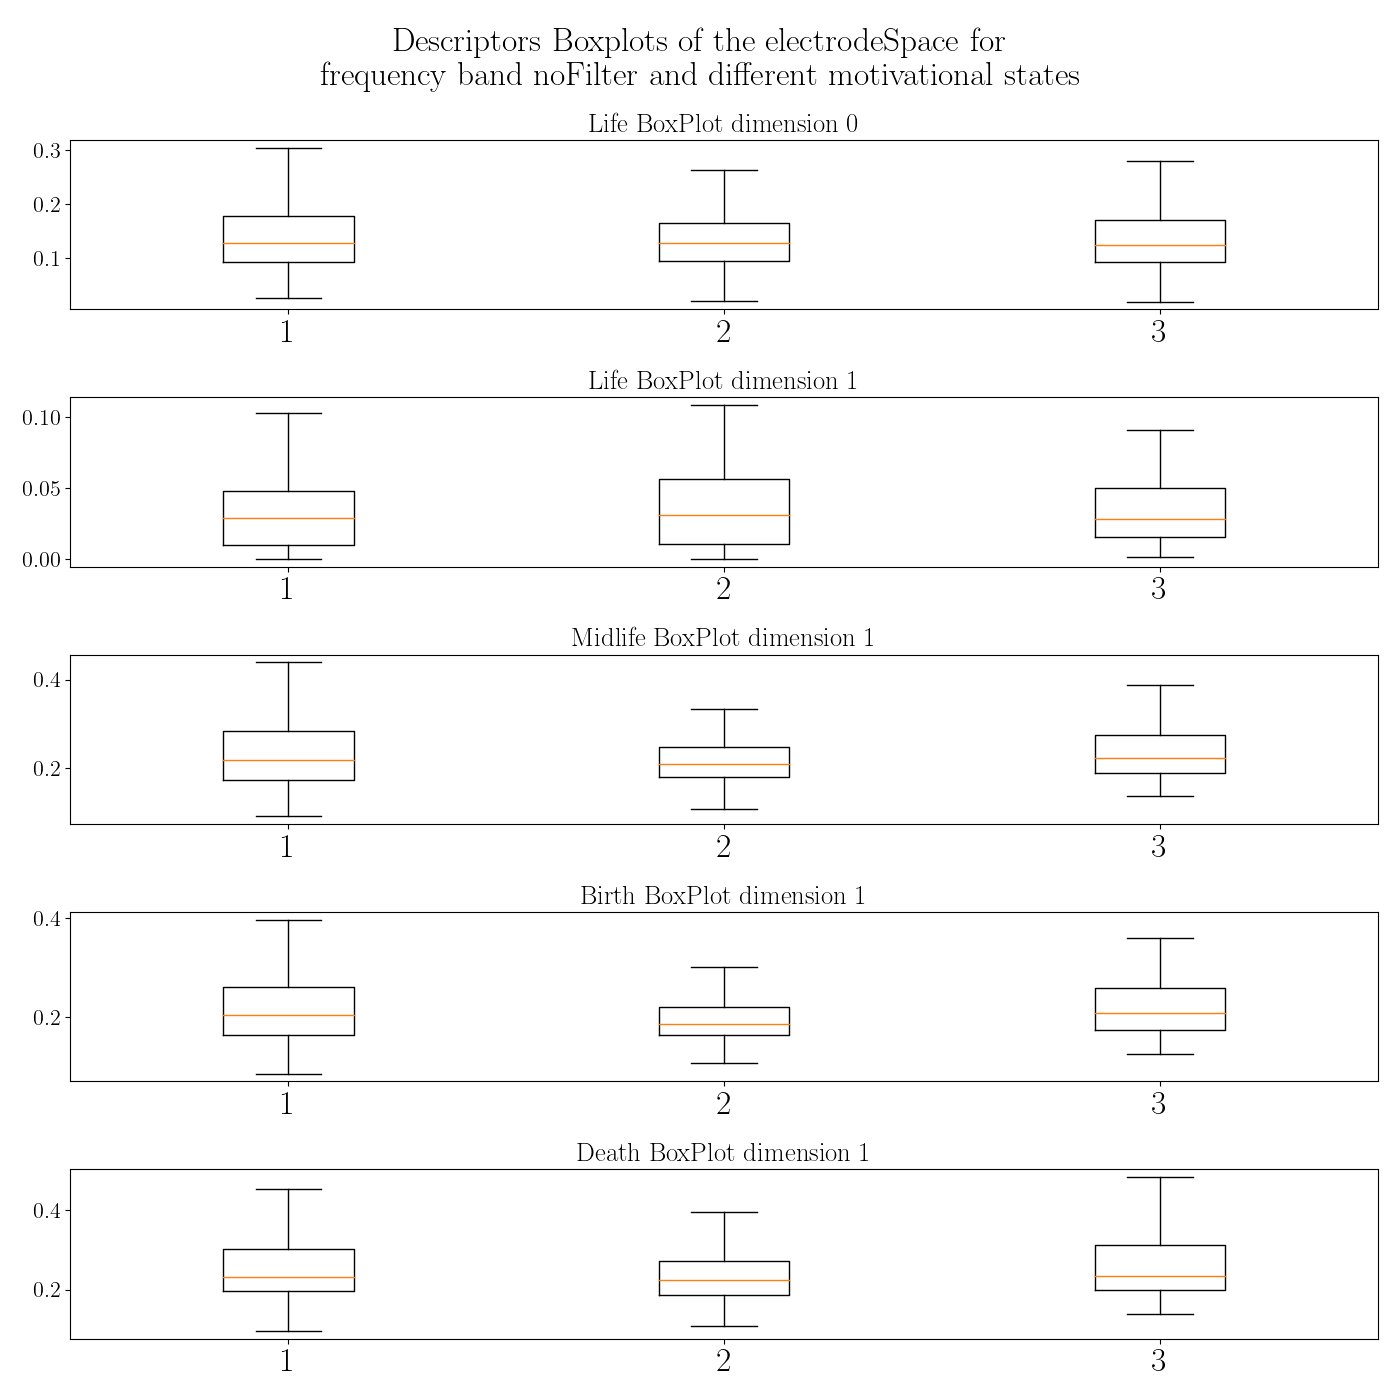 Descriptors Boxplots of the electrodeSpace for
frequency band noFilter and different motivational states
Life BoxPlot dimension 0
0.3
0.2
0.1
1 2 3
Life BoxPlot dimension 1
0.10
0.05
0.00
1 2 3
Midlife BoxPlot dimension 1
0.4
0.2
1 2 3
Birth BoxPlot dimension 1
0.4
0.2
1 2 3
Death BoxPlot dimension 1
0.4
0.2
1 2 3